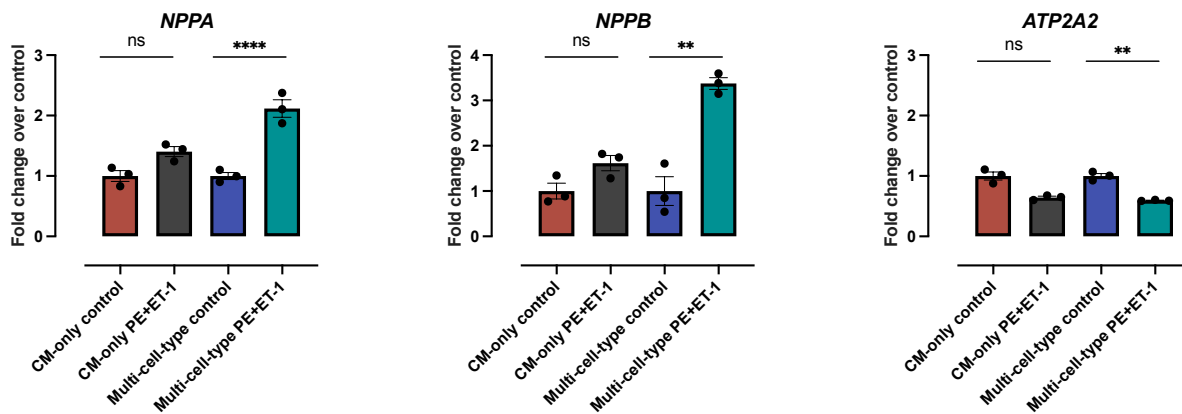 NPPA
ns
****
Fold change over control
3
2
1
0
CM-only control
CM-only PE+ET-1
Multi-cell-type control
Multi-cell-type PE+ET-1
NPPB
ns
**
Fold change over control
4
3
2
1
0
CM-only control
CM-only PE+ET-1
Multi-cell-type control
Multi-cell-type PE+ET-1
ATP2A2
ns
**
Fold change over control
3
2
1
0
CM-only control
CM-only PE+ET-1
Multi-cell-type control
Multi-cell-type PE+ET-1